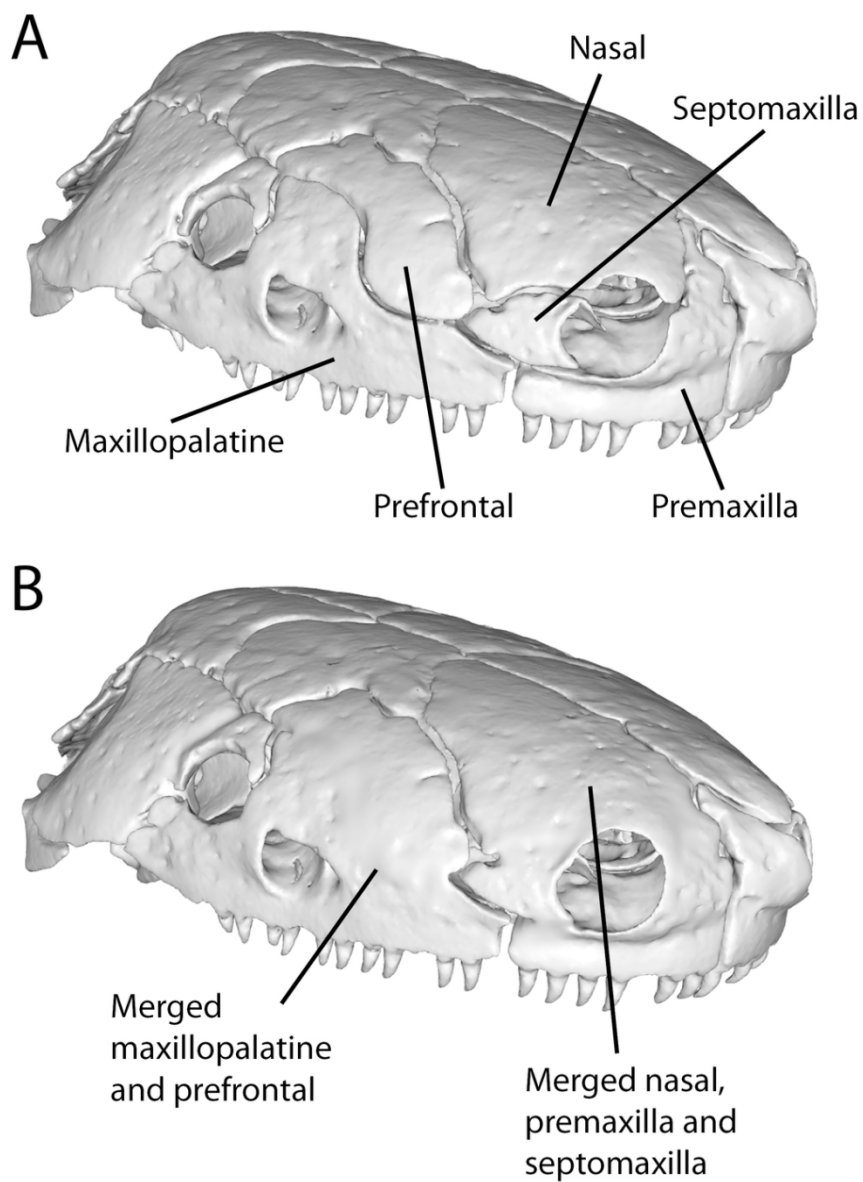 A
Nasal
Septomaxilla
Maxillopalatine
Prefrontal
Premaxilla
B
Merged
maxillopalatine
and prefrontal
Merged nasal,
premaxilla and
septomaxilla